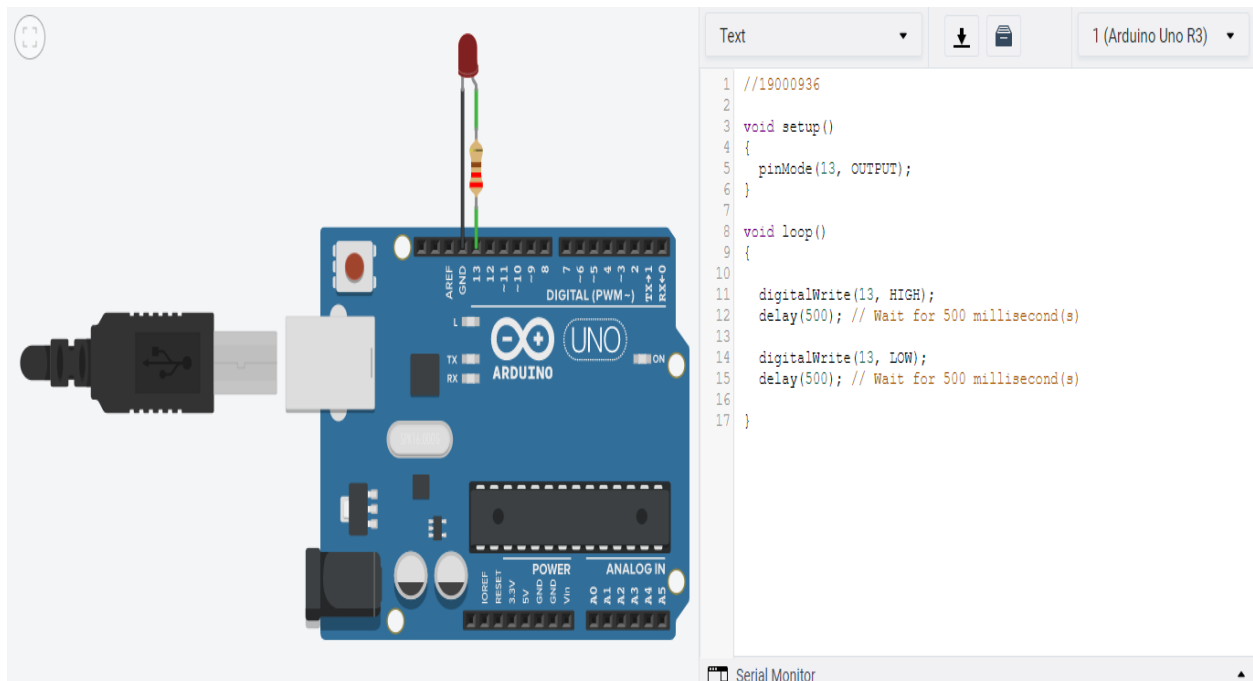 Text
1 (Arduino Uno R3)
1 //19000936
2
3 void setup()
4 {
5   pinMode(13, OUTPUT);
6 }
7
8 void loop()
9 {
10
11   digitalWrite(13, HIGH);
12   delay(500); // Wait for 500 millisecond(s)
13
14   digitalWrite(13, LOW);
15   delay(500); // Wait for 500 millisecond(s)
16
17 }
Serial Monitor
AREF
GND
13
12
~11
~10
~9
8
7
~6
~5
4
~3
2
TX→1
RX←0
DIGITAL (PWM~)
L
TX
RX
ARDUINO
UNO
ON
POWER
ANALOG IN
IOREF
RESET
3.3V
5V
GND
GND
Vin
A0
A1
A2
A3
A4
A5